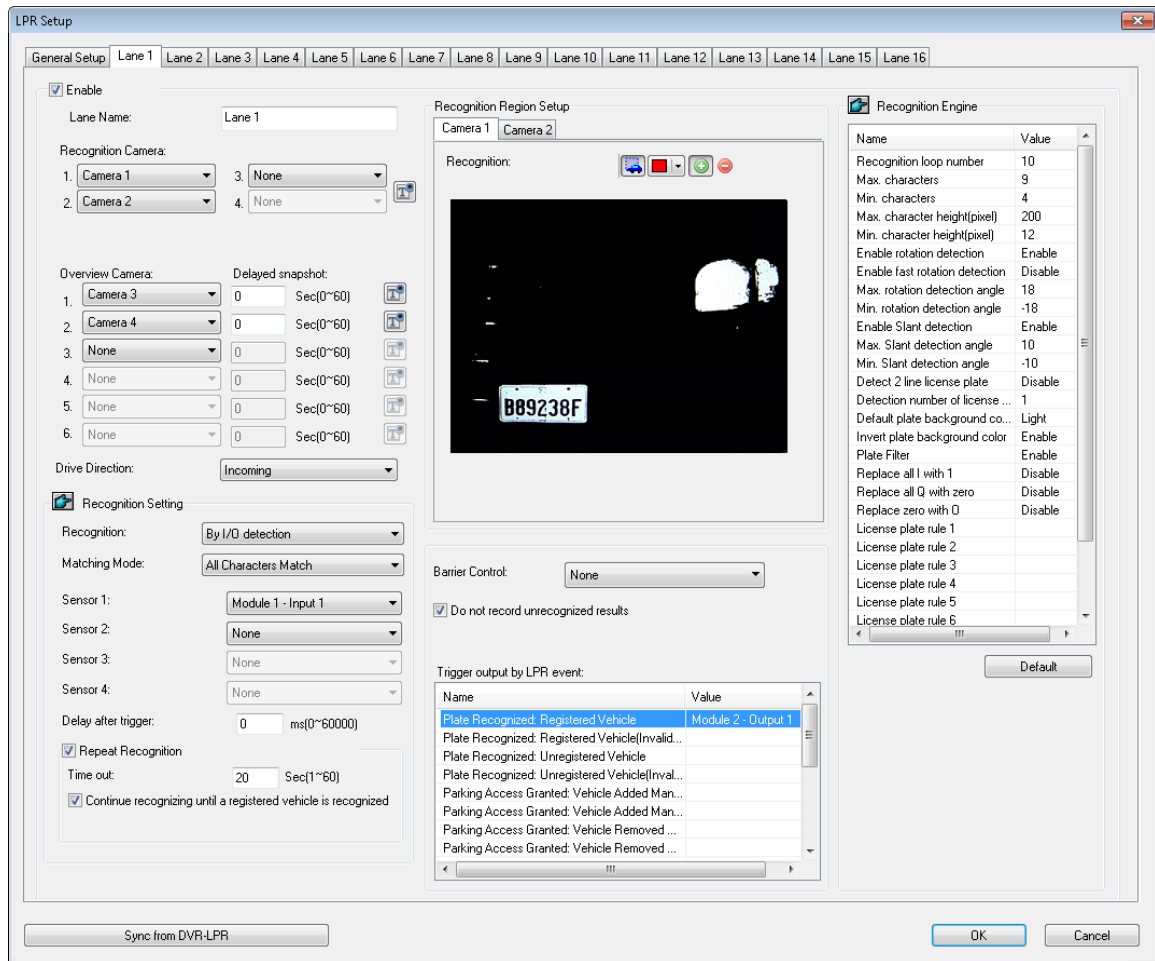 LPR Setup
General Setup Lane 1 Lane 2 Lane 3 Lane 4 Lane 5 Lane 6 Lane 7 Lane 8 Lane 9 Lane 10 Lane 11 Lane 12 Lane 13 Lane 14 Lane 15 Lane 16
Enable
Lane Name: Lane 1
Recognition Camera:
1. Camera 1 3. None
2. Camera 2 4. None
Overview Camera: Delayed snapshot:
1. Camera 3 0 Sec(0~60)
2. Camera 4 0 Sec(0~60)
3. None 0 Sec(0~60)
4. None 0 Sec(0~60)
5. None 0 Sec(0~60)
6. None 0 Sec(0~60)
Drive Direction: Incoming
Recognition Setting
Recognition: By I/O detection
Matching Mode: All Characters Match
Sensor 1: Module 1 - Input 1
Sensor 2: None
Sensor 3: None
Sensor 4: None
Delay after trigger: 0 ms(0~60000)
Repeat Recognition
Time out: 20 Sec(1~60)
Continue recognizing until a registered vehicle is recognized
Recognition Region Setup
Camera 1 Camera 2
Recognition:
B89238F
Barrier Control: None
Do not record unrecognized results
Trigger output by LPR event:
Name Value
Plate Recognized: Registered Vehicle Module 2 - Output 1
Plate Recognized: Registered Vehicle(Invalid...
Plate Recognized: Unregistered Vehicle
Plate Recognized: Unregistered Vehicle(Inval...
Parking Access Granted: Vehicle Added Man...
Parking Access Granted: Vehicle Added Man...
Parking Access Granted: Vehicle Removed ...
Parking Access Granted: Vehicle Removed ...
Recognition Engine
Name Value
Recognition loop number 10
Max. characters 9
Min. characters 4
Max. character height(pixel) 200
Min. character height(pixel) 12
Enable rotation detection Enable
Enable fast rotation detection Disable
Max. rotation detection angle 18
Min. rotation detection angle -18
Enable Slant detection Enable
Max. Slant detection angle 10
Min. Slant detection angle -10
Detect 2 line license plate Disable
Detection number of license ... 1
Default plate background co... Light
Invert plate background color Enable
Plate Filter Enable
Replace all I with 1 Disable
Replace all Q with zero Disable
Replace zero with O Disable
License plate rule 1
License plate rule 2
License plate rule 3
License plate rule 4
License plate rule 5
License plate rule 6
Default
Sync from DVR-LPR OK Cancel